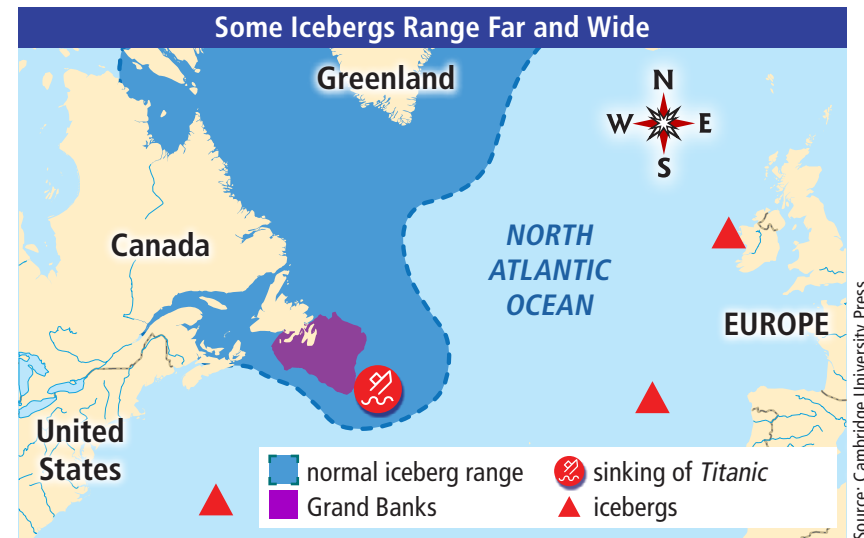 Some Icebergs Range Far and Wide
Greenland
N
W E
S
Canada
NORTH
ATLANTIC
OCEAN
EUROPE
United
States
normal iceberg range
Grand Banks
sinking of Titanic
icebergs
Source: Cambridge University Press